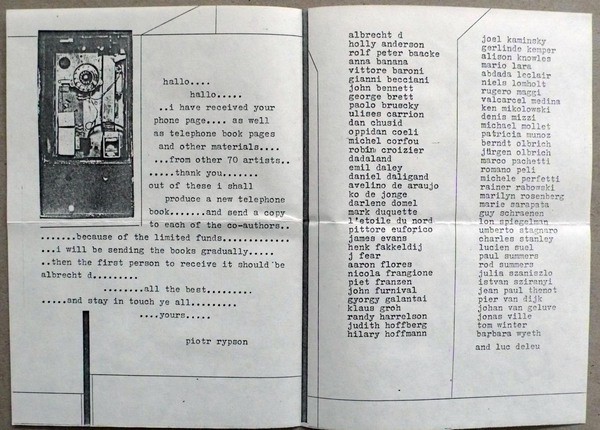 hallo....
hallo.....
..i have received your
phone page.... as well
as telephone book pages
and other materials....
...from other 70 artists..
.....thank you.......
out of these i shall
produce a new telephone
book.......and send a copy
to each of the co-authors..
.......because of the limited funds..............
...i will be sending the books gradually.....
..then the first person to receive it should be
albrecht d.........
........all the best.........
.....and stay in touch ye all.........
....yours.....
piotr rypson
albrecht d
holly anderson
rolf peter baacke
anna banana
vittore baroni
gianni becciani
john bennett
george brett
paolo bruscky
ulises carrion
dan chusid
oppidan coeli
michel corfou
robin croizier
dadaland
emil daley
daniel daligand
avelino de araujo
ko de jonge
darlene domel
mark duquette
l'etoile du nord
pittore euforico
james evans
henk fakkeldij
j fear
aaron flores
nicola frangione
piet franzen
john furnival
gyorgy galantai
klaus groh
randy harrelson
judith hoffberg
hilary hoffmann
joel kaminsky
gerlinde kemper
alison knowles
mario lara
abdada leclair
niels lomholt
rugero maggi
valcarcel medina
ken mikolowski
denis mizzi
michael mollet
patricia munoz
berndt olbrich
jürgen olbrich
marco pachetti
romano peli
michele perfetti
rainer rabowski
marilyn rosenberg
marie sarapata
guy schraenen
lon spiegelman
umberto stagnaro
charles stanley
lucien suel
paul summers
rod summers
julia szaniszlo
istvan sziranyi
jean paul thenot
pier van dijk
johan van geluve
jonas ville
tom winter
barbara wyeth
and luc deleu